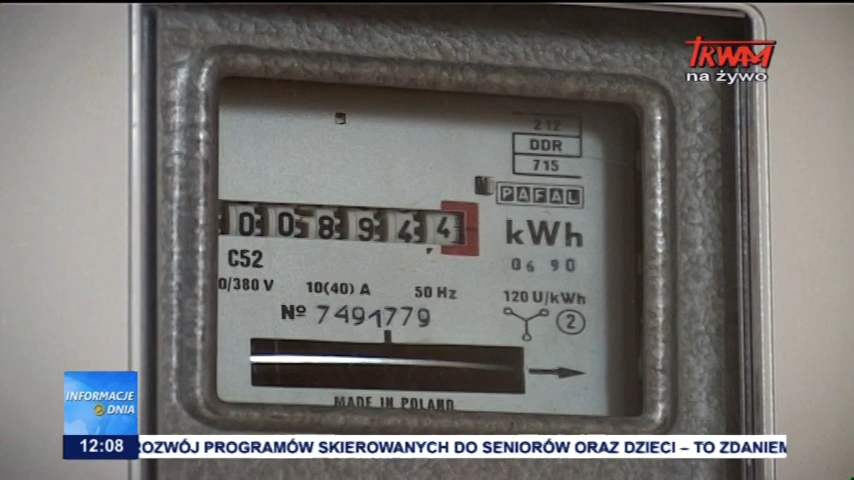 TRWAM
na żywo
212
DDR
715
PAFAL
0 0 8 9 4 4
kWh
C52
06 90
0/380 V 10(40) A 50 Hz
120 U/kWh
Nº 7491779
2
MADE IN POLAND
INFORMACJE
DNIA
12:08 ROZWÓJ PROGRAMÓW SKIEROWANYCH DO SENIORÓW ORAZ DZIECI – TO ZDANIEM